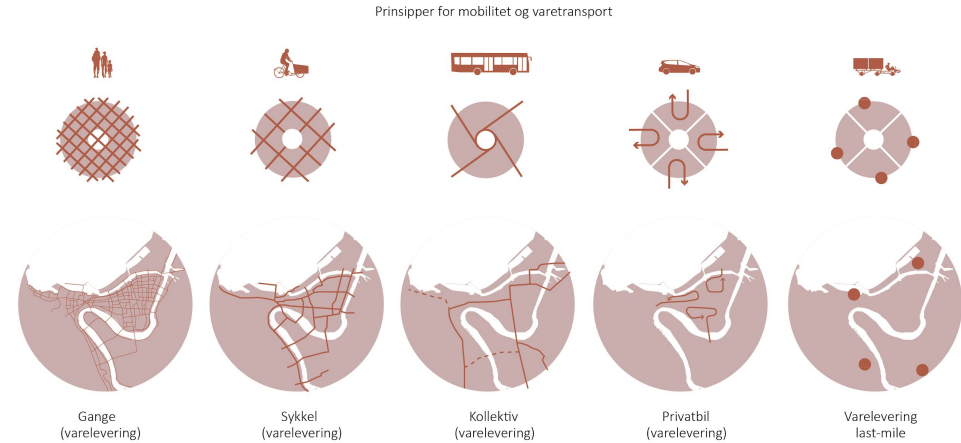 Prinsipper for mobilitet og varetransport
Gange
(varelevering)
Sykkel
(varelevering)
Kollektiv
(varelevering)
Privatbil
(varelevering)
Varelevering
last-mile